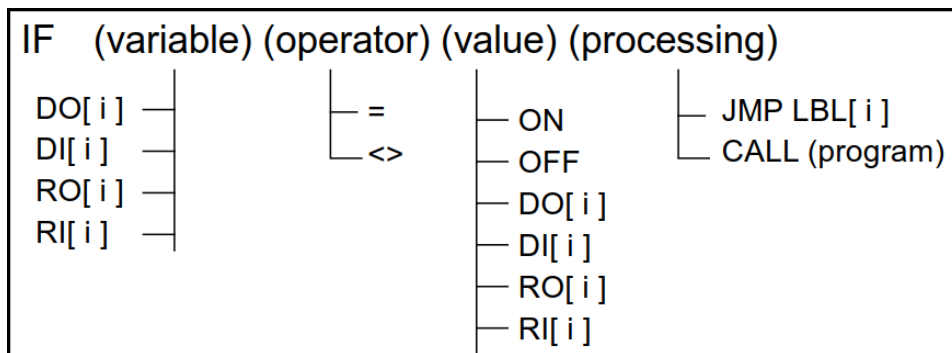 IF (variable) (operator) (value) (processing)
DO[ i ] = ON JMP LBL[ i ]
DI[ i ] <> OFF CALL (program)
RO[ i ] DO[ i ]
RI[ i ] DI[ i ]
RO[ i ]
RI[ i ]